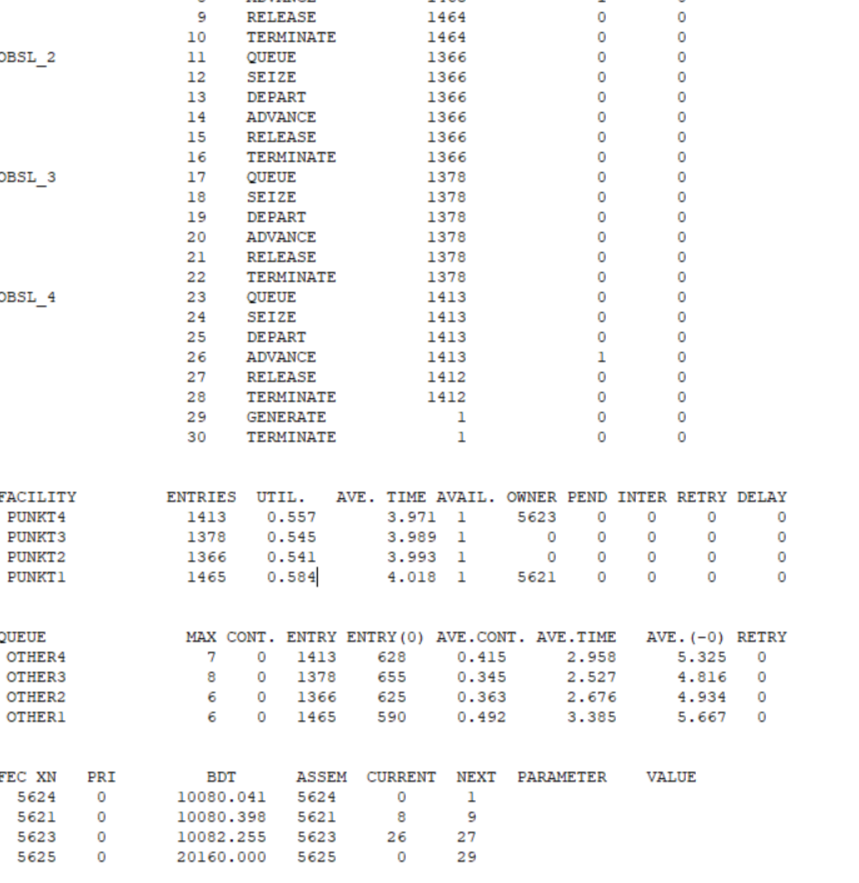 9 RELEASE 1464 0 0
10 TERMINATE 1464 0 0
OBSL_2 11 QUEUE 1366 0 0
12 SEIZE 1366 0 0
13 DEPART 1366 0 0
14 ADVANCE 1366 0 0
15 RELEASE 1366 0 0
16 TERMINATE 1366 0 0
OBSL_3 17 QUEUE 1378 0 0
18 SEIZE 1378 0 0
19 DEPART 1378 0 0
20 ADVANCE 1378 0 0
21 RELEASE 1378 0 0
22 TERMINATE 1378 0 0
OBSL_4 23 QUEUE 1413 0 0
24 SEIZE 1413 0 0
25 DEPART 1413 0 0
26 ADVANCE 1413 1 0
27 RELEASE 1412 0 0
28 TERMINATE 1412 0 0
29 GENERATE 1 0 0
30 TERMINATE 1 0 0
FACILITY ENTRIES UTIL. AVE. TIME AVAIL. OWNER PEND INTER RETRY DELAY
PUNKT4 1413 0.557 3.971 1 5623 0 0 0 0
PUNKT3 1378 0.545 3.989 1 0 0 0 0 0
PUNKT2 1366 0.541 3.993 1 0 0 0 0 0
PUNKT1 1465 0.584 4.018 1 5621 0 0 0 0
QUEUE MAX CONT. ENTRY ENTRY(0) AVE.CONT. AVE.TIME AVE.(-0) RETRY
OTHER4 7 0 1413 628 0.415 2.958 5.325 0
OTHER3 8 0 1378 655 0.345 2.527 4.816 0
OTHER2 6 0 1366 625 0.363 2.676 4.934 0
OTHER1 6 0 1465 590 0.492 3.385 5.667 0
FEC XN PRI BDT ASSEM CURRENT NEXT PARAMETER VALUE
5624 0 10080.041 5624 0 1
5621 0 10080.398 5621 8 9
5623 0 10082.255 5623 26 27
5625 0 20160.000 5625 0 29